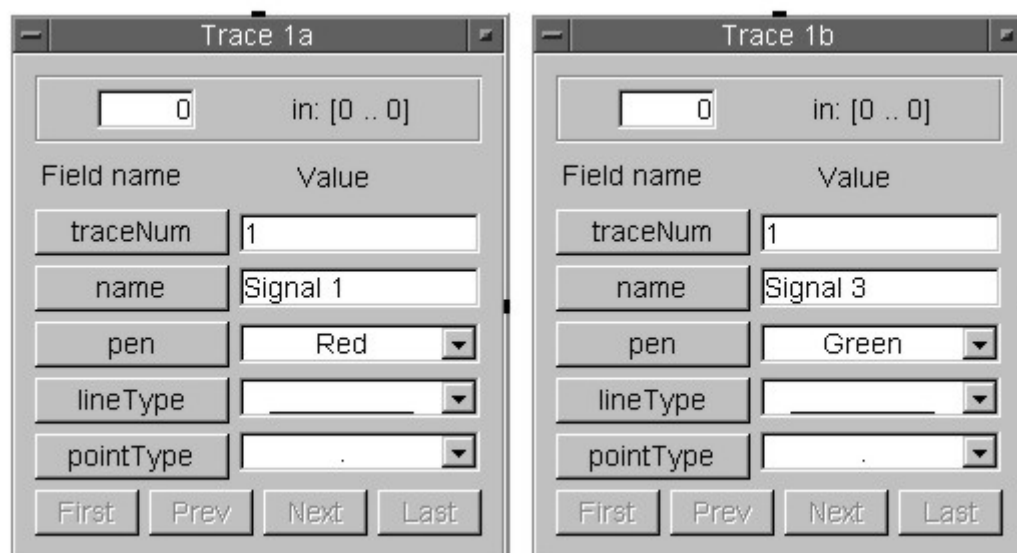 Trace 1a
0 in: [0 .. 0]
Field name Value
traceNum 1
name Signal 1
pen Red
lineType
pointType .
First Prev Next Last
Trace 1b
0 in: [0 .. 0]
Field name Value
traceNum 1
name Signal 3
pen Green
lineType
pointType .
First Prev Next Last